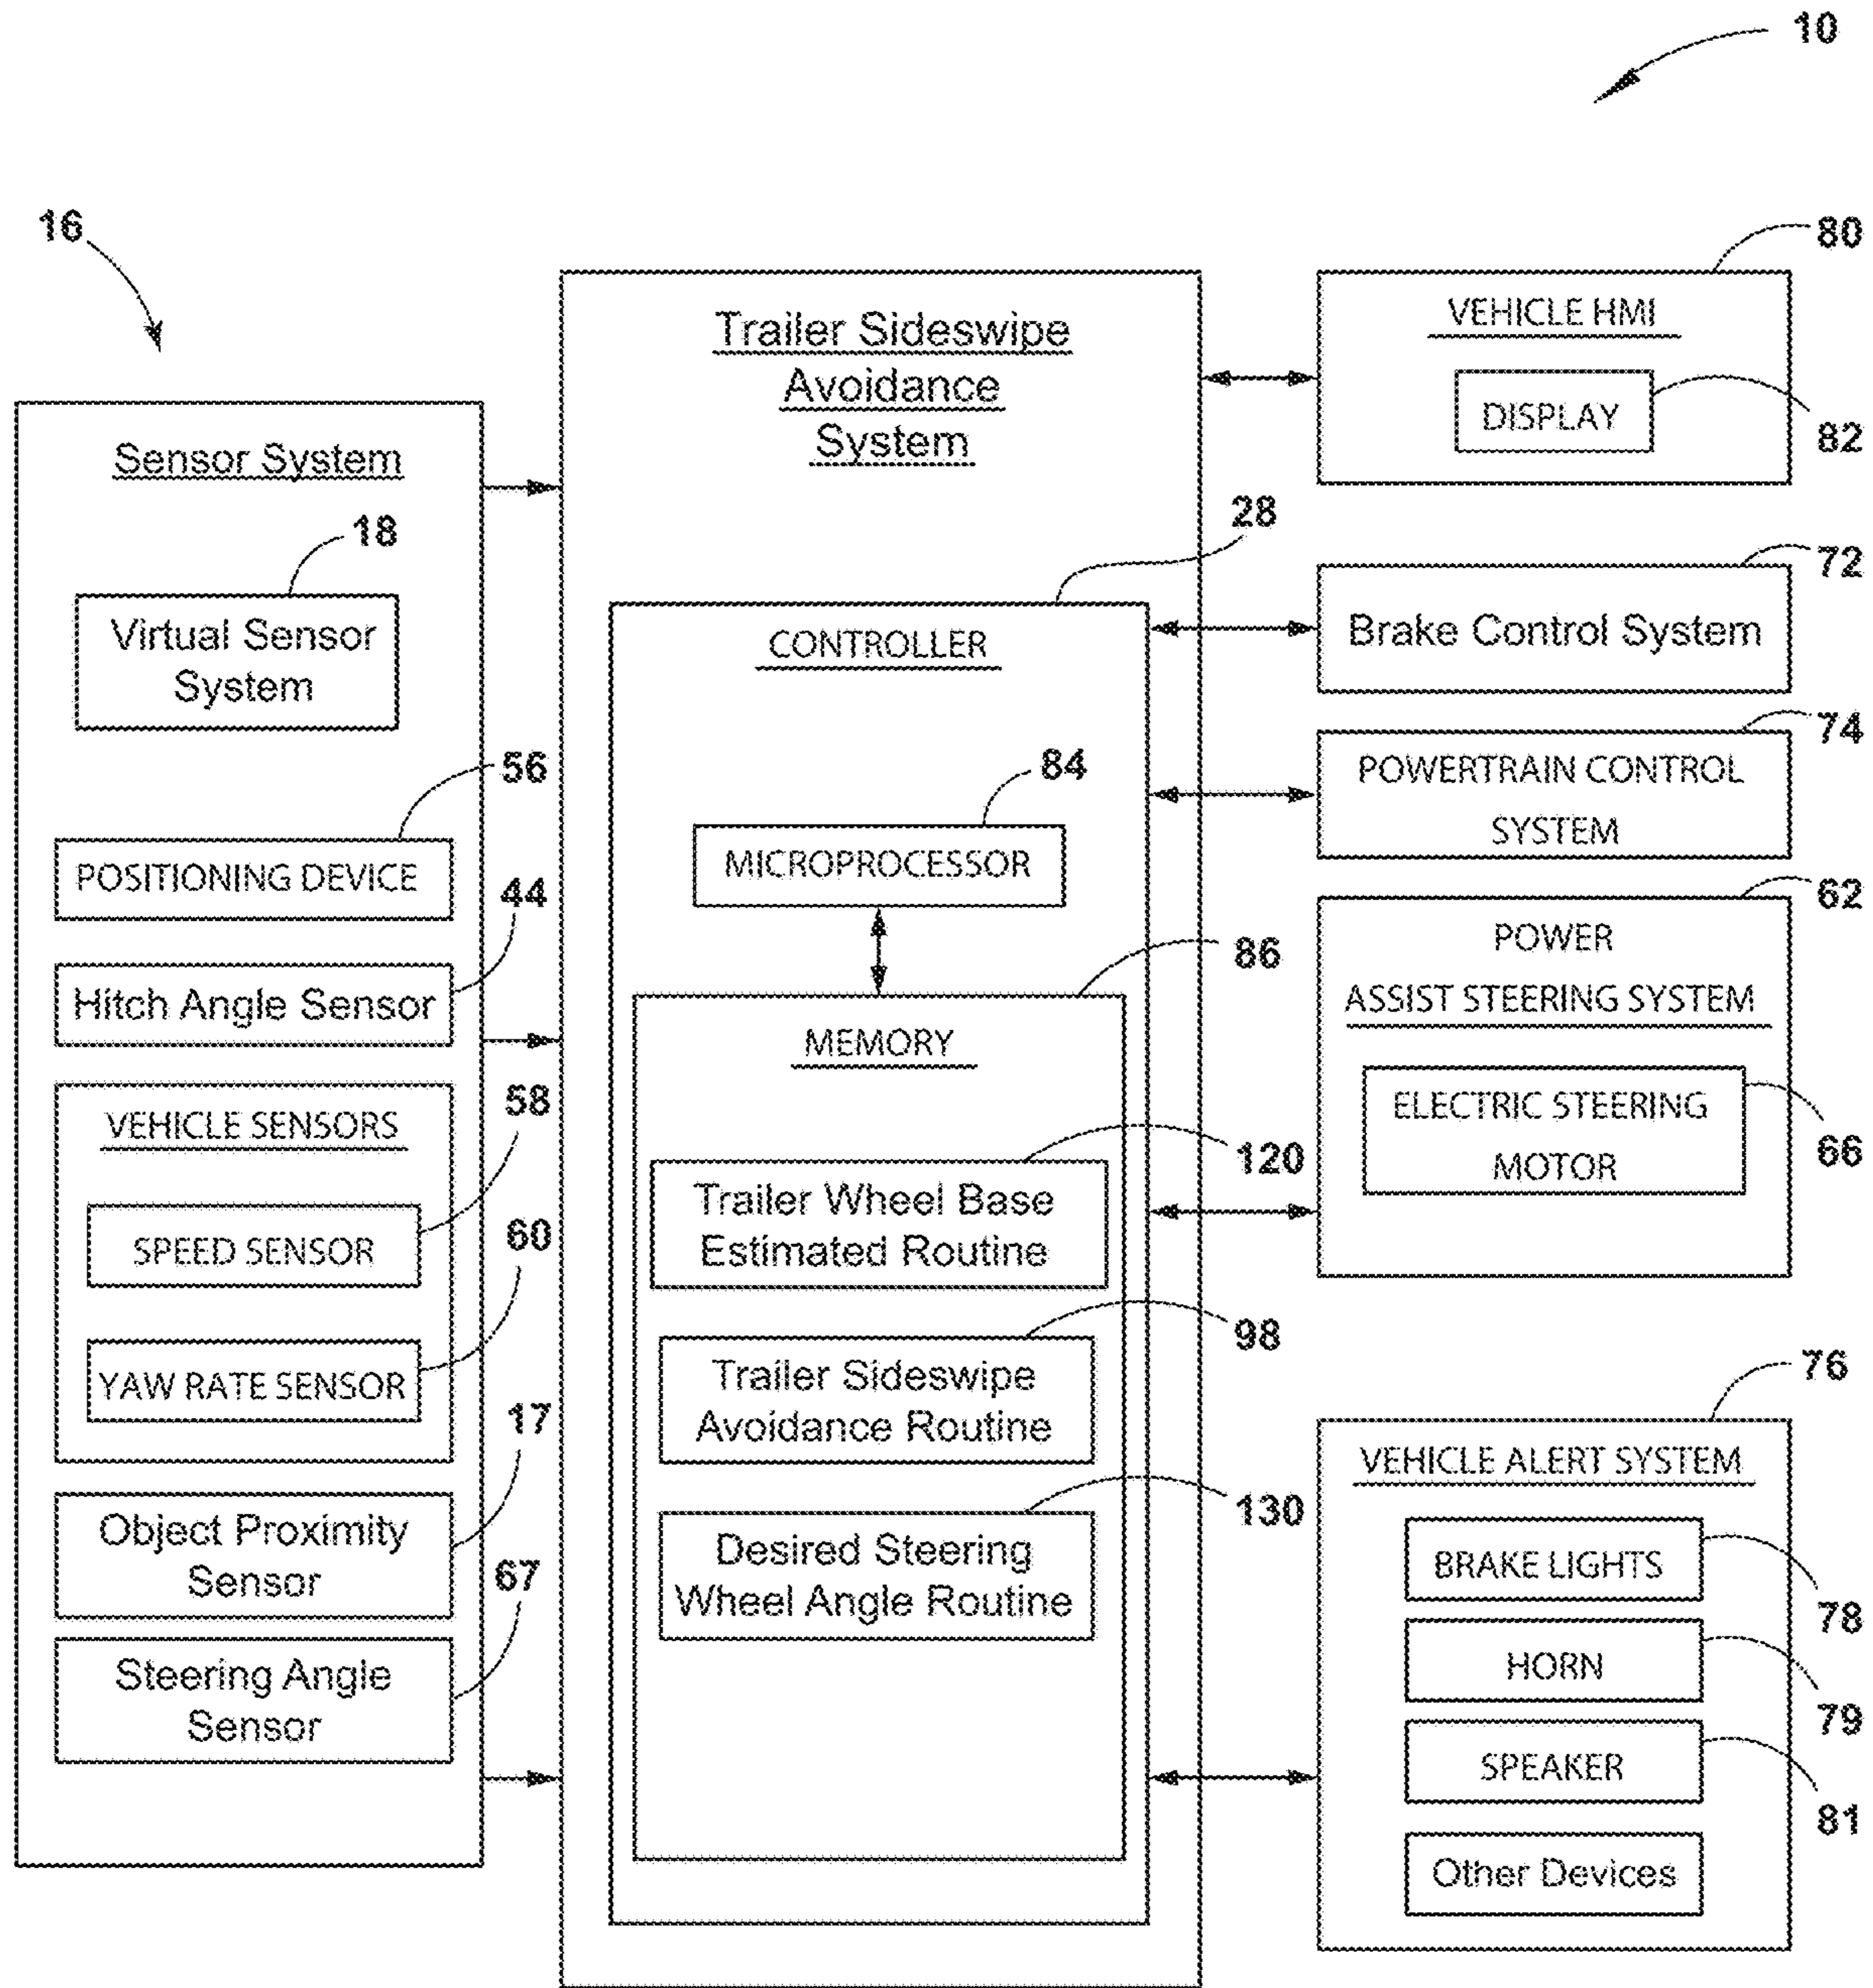 10
16
Sensor System
18
Virtual Sensor
System
56
POSITIONING DEVICE
44
Hitch Angle Sensor
58
VEHICLE SENSORS
SPEED SENSOR
60
YAW RATE SENSOR
17
Object Proximity
Sensor
67
Steering Angle
Sensor
Trailer Sideswipe
Avoidance
System
28
CONTROLLER
84
MICROPROCESSOR
86
MEMORY
120
Trailer Wheel Base
Estimated Routine
98
Trailer Sideswipe
Avoidance Routine
130
Desired Steering
Wheel Angle Routine
80
VEHICLE HMI
DISPLAY
82
72
Brake Control System
74
POWERTRAIN CONTROL
SYSTEM
62
POWER
ASSIST STEERING SYSTEM
ELECTRIC STEERING
MOTOR
66
76
VEHICLE ALERT SYSTEM
BRAKE LIGHTS
78
HORN
79
SPEAKER
81
Other Devices